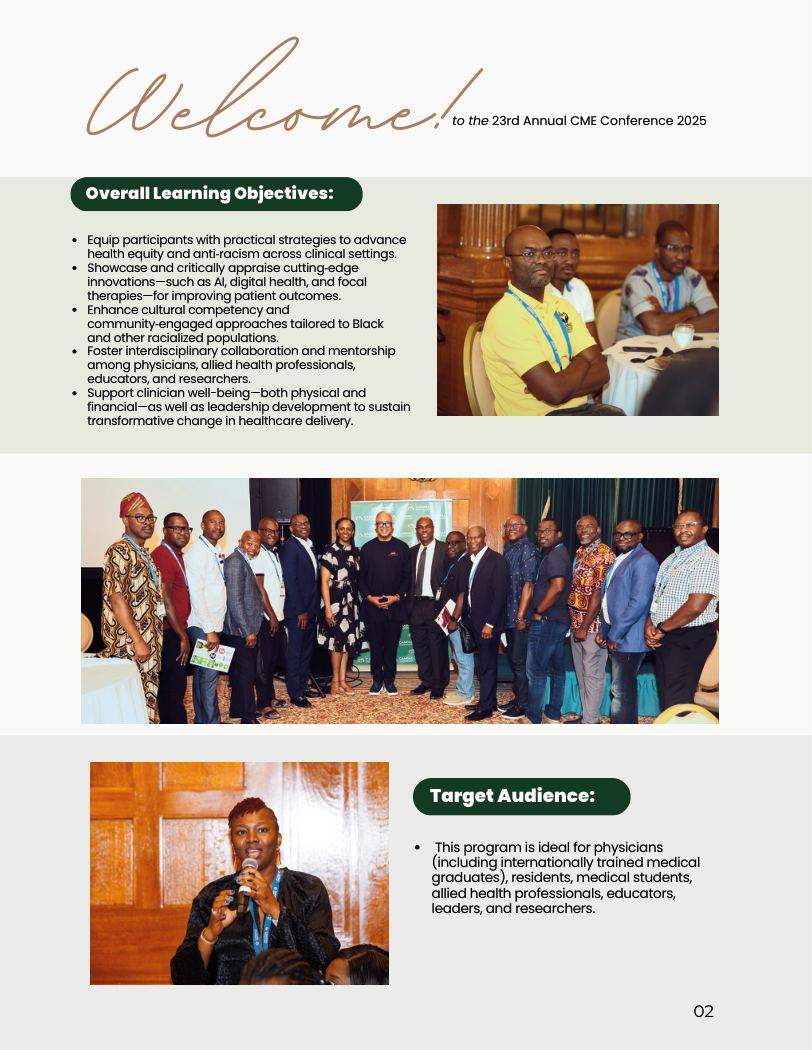 Welcome!
to the 23rd Annual CME Conference 2025
Overall Learning Objectives:
• Equip participants with practical strategies to advance
health equity and anti-racism across clinical settings.
• Showcase and critically appraise cutting-edge
innovations—such as AI, digital health, and focal
therapies—for improving patient outcomes.
• Enhance cultural competency and
community-engaged approaches tailored to Black
and other racialized populations.
• Foster interdisciplinary collaboration and mentorship
among physicians, allied health professionals,
educators, and researchers.
• Support clinician well-being—both physical and
financial—as well as leadership development to sustain
transformative change in healthcare delivery.
Target Audience:
• This program is ideal for physicians
(including internationally trained medical
graduates), residents, medical students,
allied health professionals, educators,
leaders, and researchers.
02